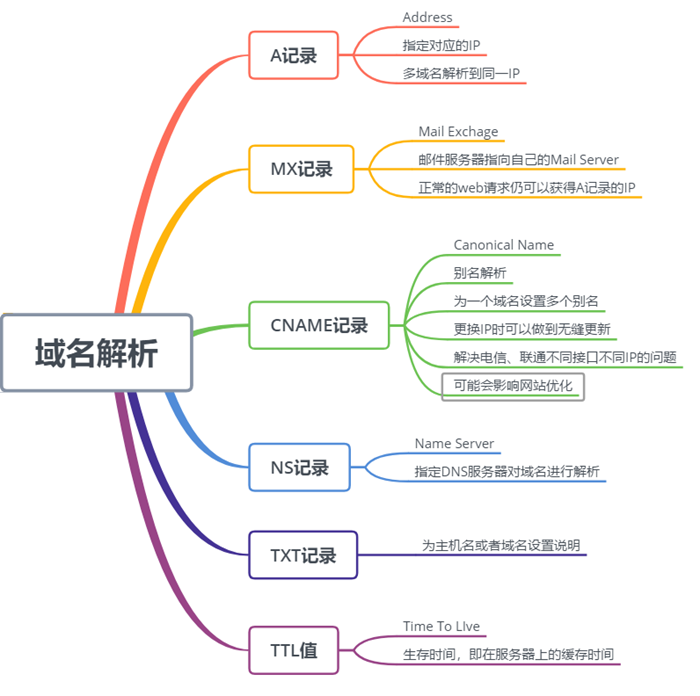 域名解析
A记录
Address
指定对应的IP
多域名解析到同一IP
MX记录
Mail Exchage
邮件服务器指向自己的Mail Server
正常的web请求仍可以获得A记录的IP
CNAME记录
Canonical Name
别名解析
为一个域名设置多个别名
更换IP时可以做到无缝更新
解决电信、联通不同接口不同IP的问题
可能会影响网站优化
NS记录
Name Server
指定DNS服务器对域名进行解析
TXT记录
为主机名或者域名设置说明
TTL值
Time To LIve
生存时间，即在服务器上的缓存时间